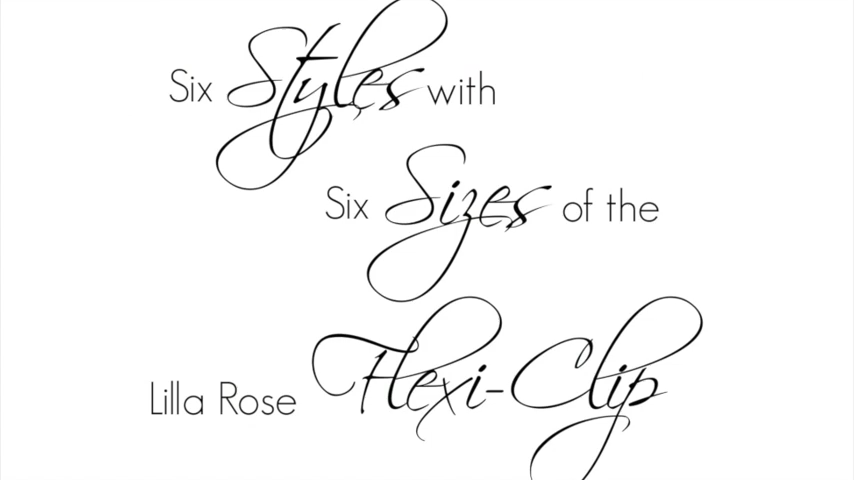 Six Styles with
Six Sizes of the
Lilla Rose Flexi-Clip